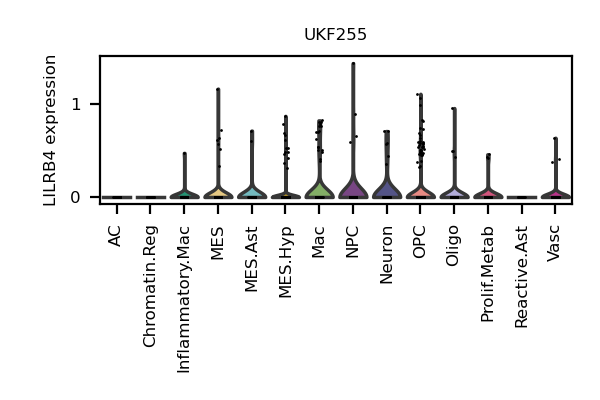 UKF255
LILRB4 expression
1
0
AC
Chromatin.Reg
Inflammatory.Mac
MES
MES.Ast
MES.Hyp
Mac
NPC
Neuron
OPC
Oligo
Prolif.Metab
Reactive.Ast
Vasc